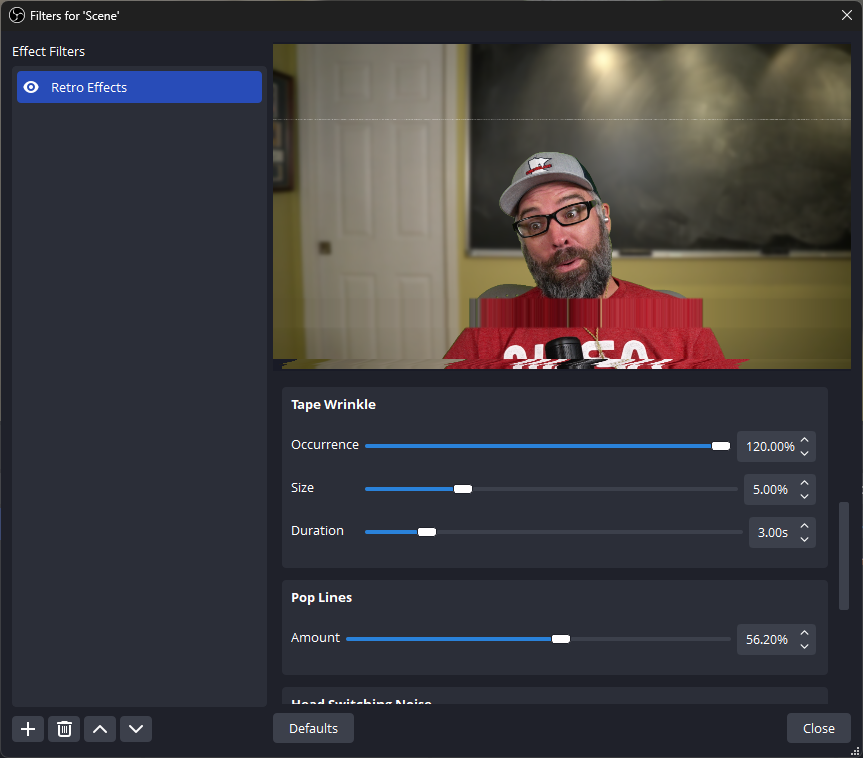 Filters for 'Scene'
Effect Filters
Retro Effects
Tape Wrinkle
Occurrence 120.00%
Size 5.00%
Duration 3.00s
Pop Lines
Amount 56.20%
Head Switching Noise
Defaults
Close